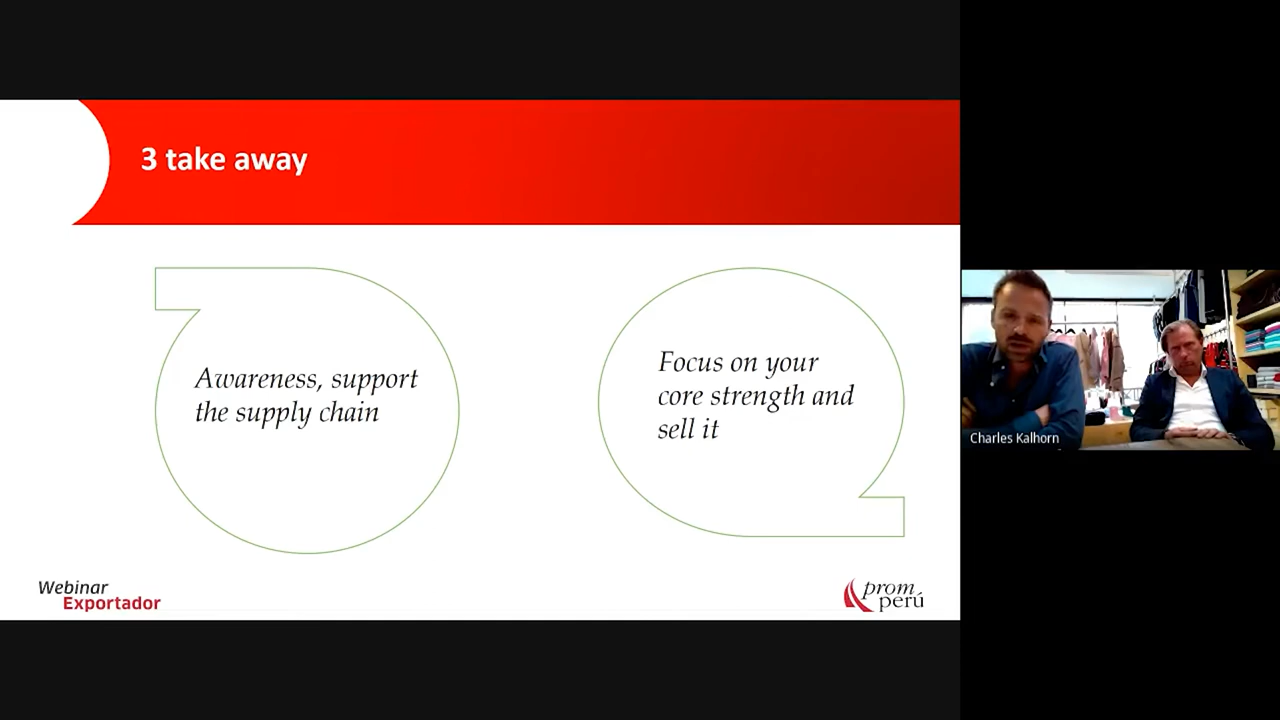 3 take away
Awareness, support
the supply chain
Focus on your
core strength and
sell it
Charles Kalhorn
Webinar
Exportador
prom
perú